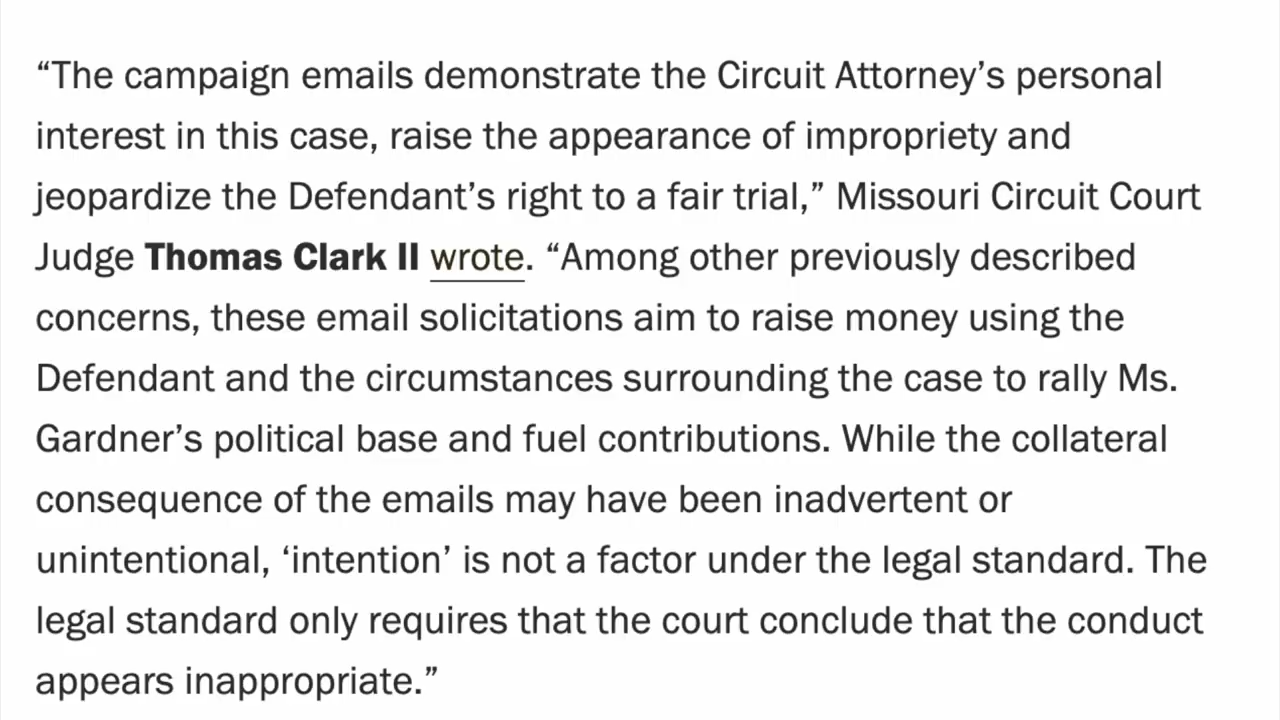 “The campaign emails demonstrate the Circuit Attorney’s personal
interest in this case, raise the appearance of impropriety and
jeopardize the Defendant’s right to a fair trial,” Missouri Circuit Court
Judge Thomas Clark II wrote. “Among other previously described
concerns, these email solicitations aim to raise money using the
Defendant and the circumstances surrounding the case to rally Ms.
Gardner’s political base and fuel contributions. While the collateral
consequence of the emails may have been inadvertent or
unintentional, ‘intention’ is not a factor under the legal standard. The
legal standard only requires that the court conclude that the conduct
appears inappropriate.”